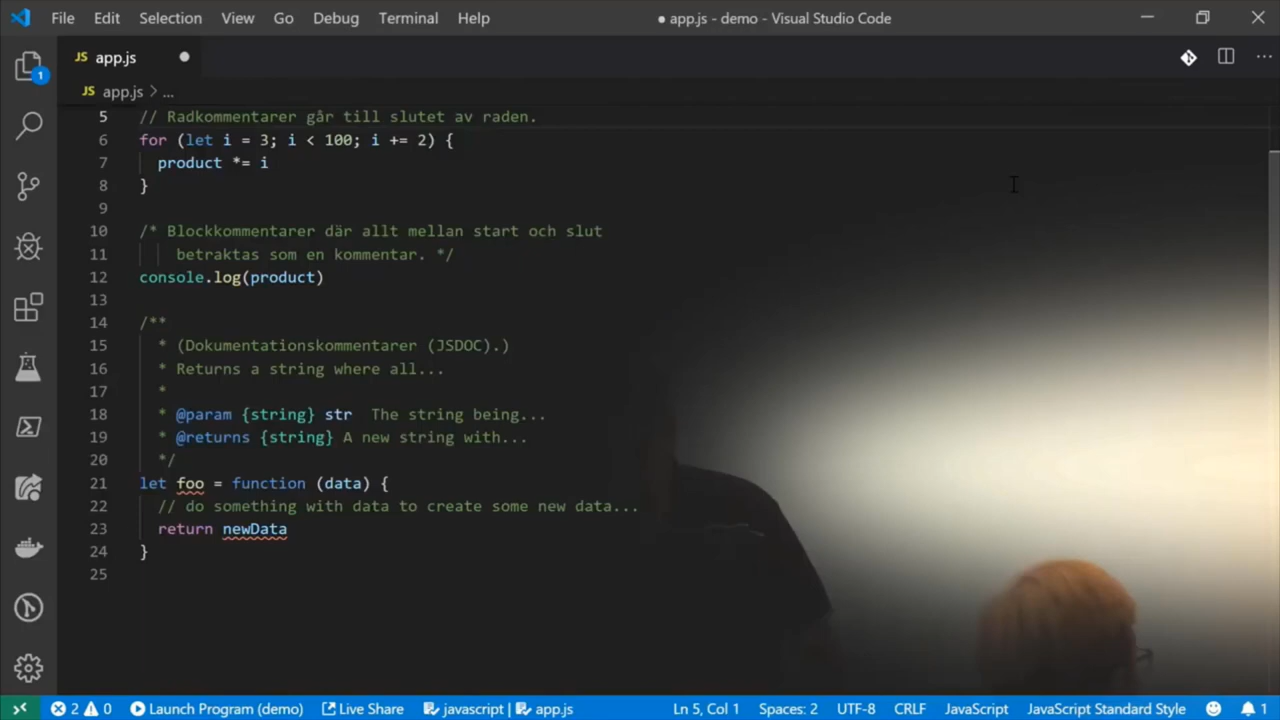 File Edit Selection View Go Debug Terminal Help ● app.js - demo - Visual Studio Code
JS app.js
JS app.js > ...
5 // Radkommentarer går till slutet av raden.
6 for (let i = 3; i < 100; i += 2) {
7 product *= i
8 }
9
10 /* Blockkommentarer där allt mellan start och slut
11 betraktas som en kommentar. */
12 console.log(product)
13
14 /**
15 * (Dokumentationskommentarer (JSDOC).)
16 * Returns a string where all...
17 *
18 * @param {string} str The string being...
19 * @returns {string} A new string with...
20 */
21 let foo = function (data) {
22 // do something with data to create some new data...
23 return newData
24 }
25
1
2 0 Launch Program (demo) Live Share javascript | app.js Ln 5, Col 1 Spaces: 2 UTF-8 CRLF JavaScript JavaScript Standard Style 1